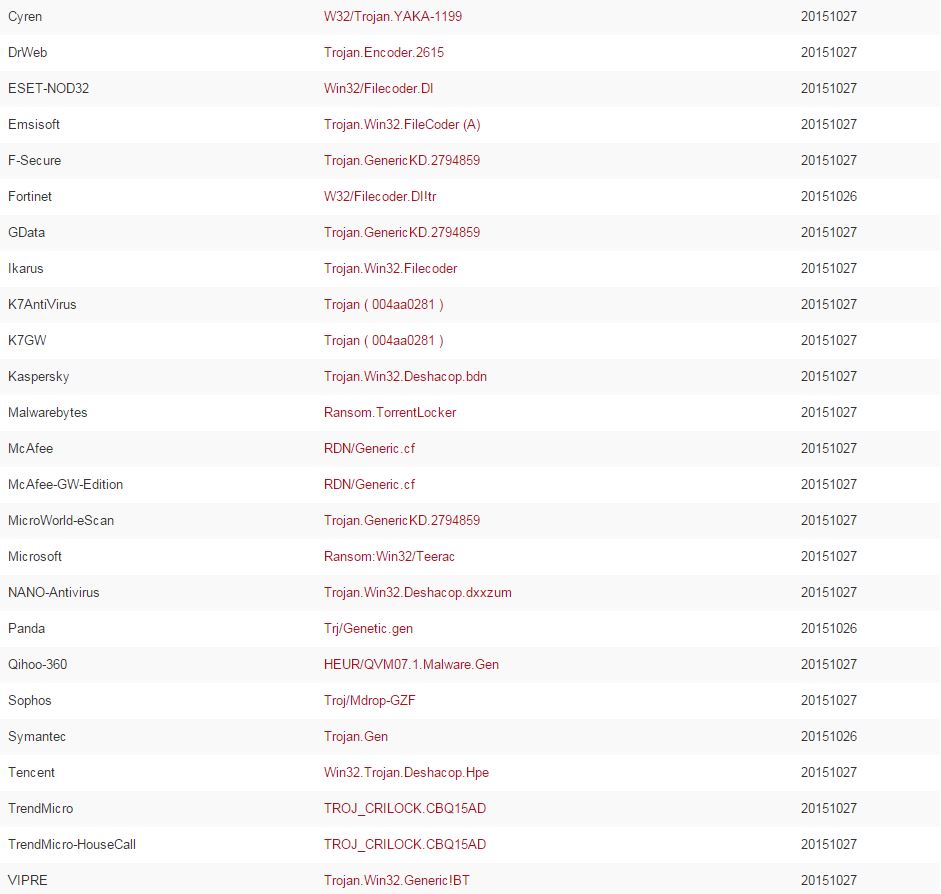 Cyren W32/Trojan.YAKA-1199 20151027
DrWeb Trojan.Encoder.2615 20151027
ESET-NOD32 Win32/Filecoder.DI 20151027
Emsisoft Trojan.Win32.FileCoder (A) 20151027
F-Secure Trojan.GenericKD.2794859 20151027
Fortinet W32/Filecoder.DI!tr 20151026
GData Trojan.GenericKD.2794859 20151027
Ikarus Trojan.Win32.Filecoder 20151027
K7AntiVirus Trojan ( 004aa0281 ) 20151027
K7GW Trojan ( 004aa0281 ) 20151027
Kaspersky Trojan.Win32.Deshacop.bdn 20151027
Malwarebytes Ransom.TorrentLocker 20151027
McAfee RDN/Generic.cf 20151027
McAfee-GW-Edition RDN/Generic.cf 20151027
MicroWorld-eScan Trojan.GenericKD.2794859 20151027
Microsoft Ransom:Win32/Teerac 20151027
NANO-Antivirus Trojan.Win32.Deshacop.dxxzum 20151027
Panda Trj/Genetic.gen 20151026
Qihoo-360 HEUR/QVM07.1.Malware.Gen 20151027
Sophos Troj/Mdrop-GZF 20151027
Symantec Trojan.Gen 20151026
Tencent Win32.Trojan.Deshacop.Hpe 20151027
TrendMicro TROJ_CRILOCK.CBQ15AD 20151027
TrendMicro-HouseCall TROJ_CRILOCK.CBQ15AD 20151027
VIPRE Trojan.Win32.Generic!BT 20151027